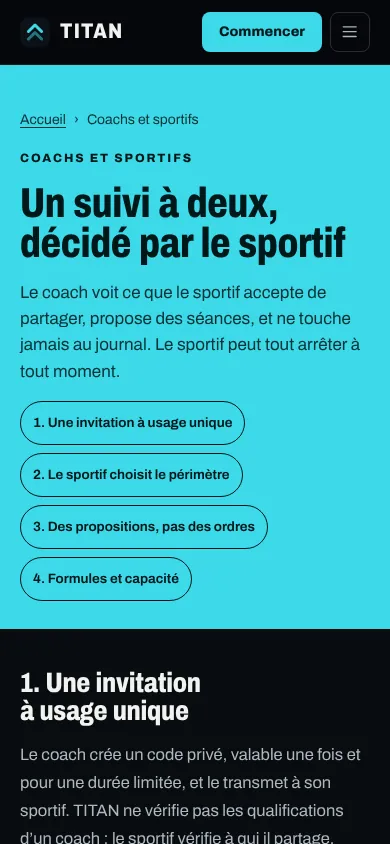 TITAN
Commencer
Accueil › Coachs et sportifs
COACHS ET SPORTIFS
Un suivi à deux,
décidé par le sportif
Le coach voit ce que le sportif accepte de
partager, propose des séances, et ne touche
jamais au journal. Le sportif peut tout arrêter à
tout moment.
1. Une invitation à usage unique
2. Le sportif choisit le périmètre
3. Des propositions, pas des ordres
4. Formules et capacité
1. Une invitation
à usage unique
Le coach crée un code privé, valable une fois et
pour une durée limitée, et le transmet à son
sportif. TITAN ne vérifie pas les qualifications
d’un coach : le sportif vérifie à qui il partage.